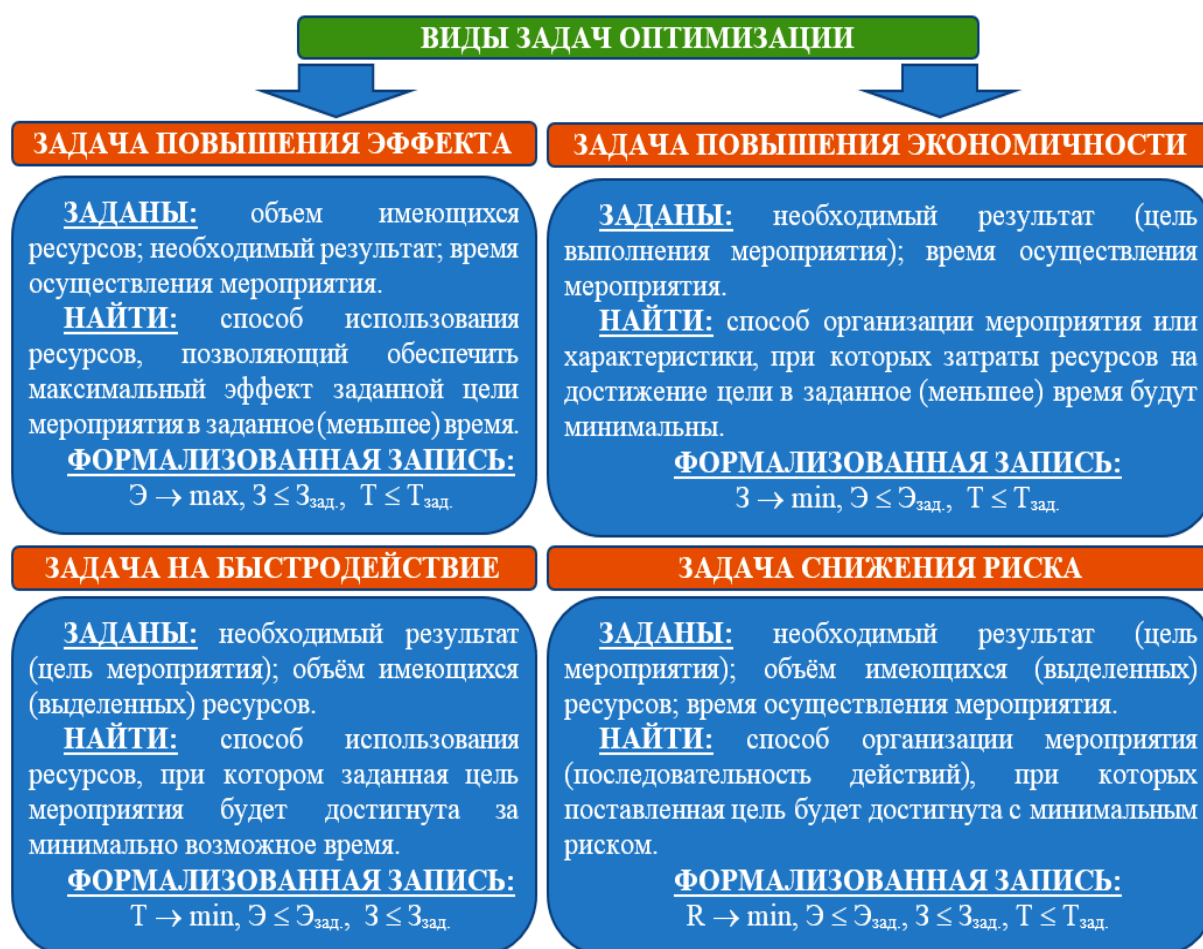 ВИДЫ ЗАДАЧ ОПТИМИЗАЦИИ
ЗАДАЧА ПОВЫШЕНИЯ ЭФФЕКТА
ЗАДАНЫ: объем имеющихся
ресурсов; необходимый результат; время
осуществления мероприятия.
НАЙТИ: способ использования
ресурсов, позволяющий обеспечить
максимальный эффект заданной цели
мероприятия в заданное (меньшее) время.
ФОРМАЛИЗОВАННАЯ ЗАПИСЬ:
Э → max, З ≤ Ззад., Т ≤ Тзад.
ЗАДАЧА ПОВЫШЕНИЯ ЭКОНОМИЧНОСТИ
ЗАДАНЫ: необходимый результат (цель
выполнения мероприятия); время осуществления
мероприятия.
НАЙТИ: способ организации мероприятия или
характеристики, при которых затраты ресурсов на
достижение цели в заданное (меньшее) время будут
минимальны.
ФОРМАЛИЗОВАННАЯ ЗАПИСЬ:
З → min, Э ≤ Эзад., Т ≤ Тзад.
ЗАДАЧА НА БЫСТРОДЕЙСТВИЕ
ЗАДАНЫ: необходимый результат
(цель мероприятия); объём имеющихся
(выделенных) ресурсов.
НАЙТИ: способ использования
ресурсов, при котором заданная цель
мероприятия будет достигнута за
минимально возможное время.
ФОРМАЛИЗОВАННАЯ ЗАПИСЬ:
Т → min, Э ≤ Эзад., З ≤ Ззад.
ЗАДАЧА СНИЖЕНИЯ РИСКА
ЗАДАНЫ: необходимый результат (цель
мероприятия); объём имеющихся (выделенных)
ресурсов; время осуществления мероприятия.
НАЙТИ: способ организации мероприятия
(последовательность действий), при которых
поставленная цель будет достигнута с минимальным
риском.
ФОРМАЛИЗОВАННАЯ ЗАПИСЬ:
R → min, Э ≤ Эзад., З ≤ Ззад., Т ≤ Тзад.